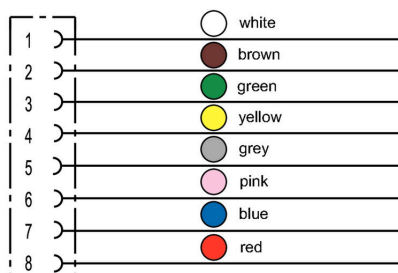 1 white
2 brown
3 green
4 yellow
5 grey
6 pink
7 blue
8 red